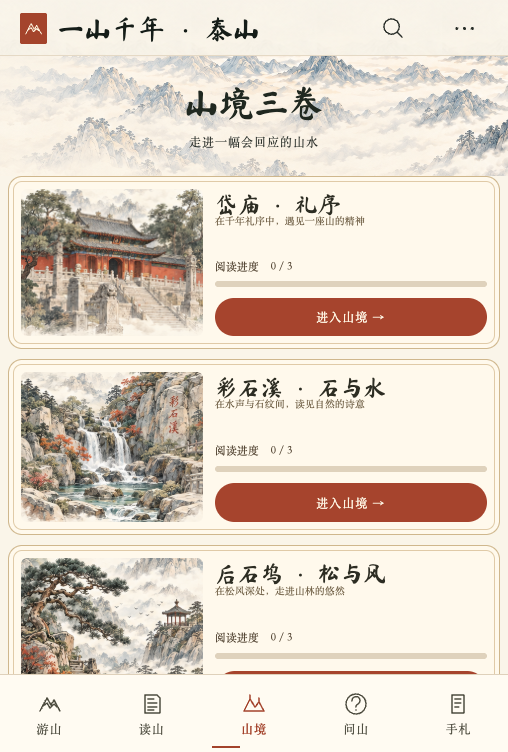 一山千年 · 泰山
山境三卷
走进一幅会回应的山水
岱庙 · 礼序
在千年礼序中，遇见一座山的精神
阅读进度 0 / 3
进入山境 →
彩石溪 · 石与水
在水声与石纹间，读见自然的诗意
彩石溪
阅读进度 0 / 3
进入山境 →
后石坞 · 松与风
在松风深处，走进山林的悠然
阅读进度 0 / 3
游山
读山
山境
问山
手札